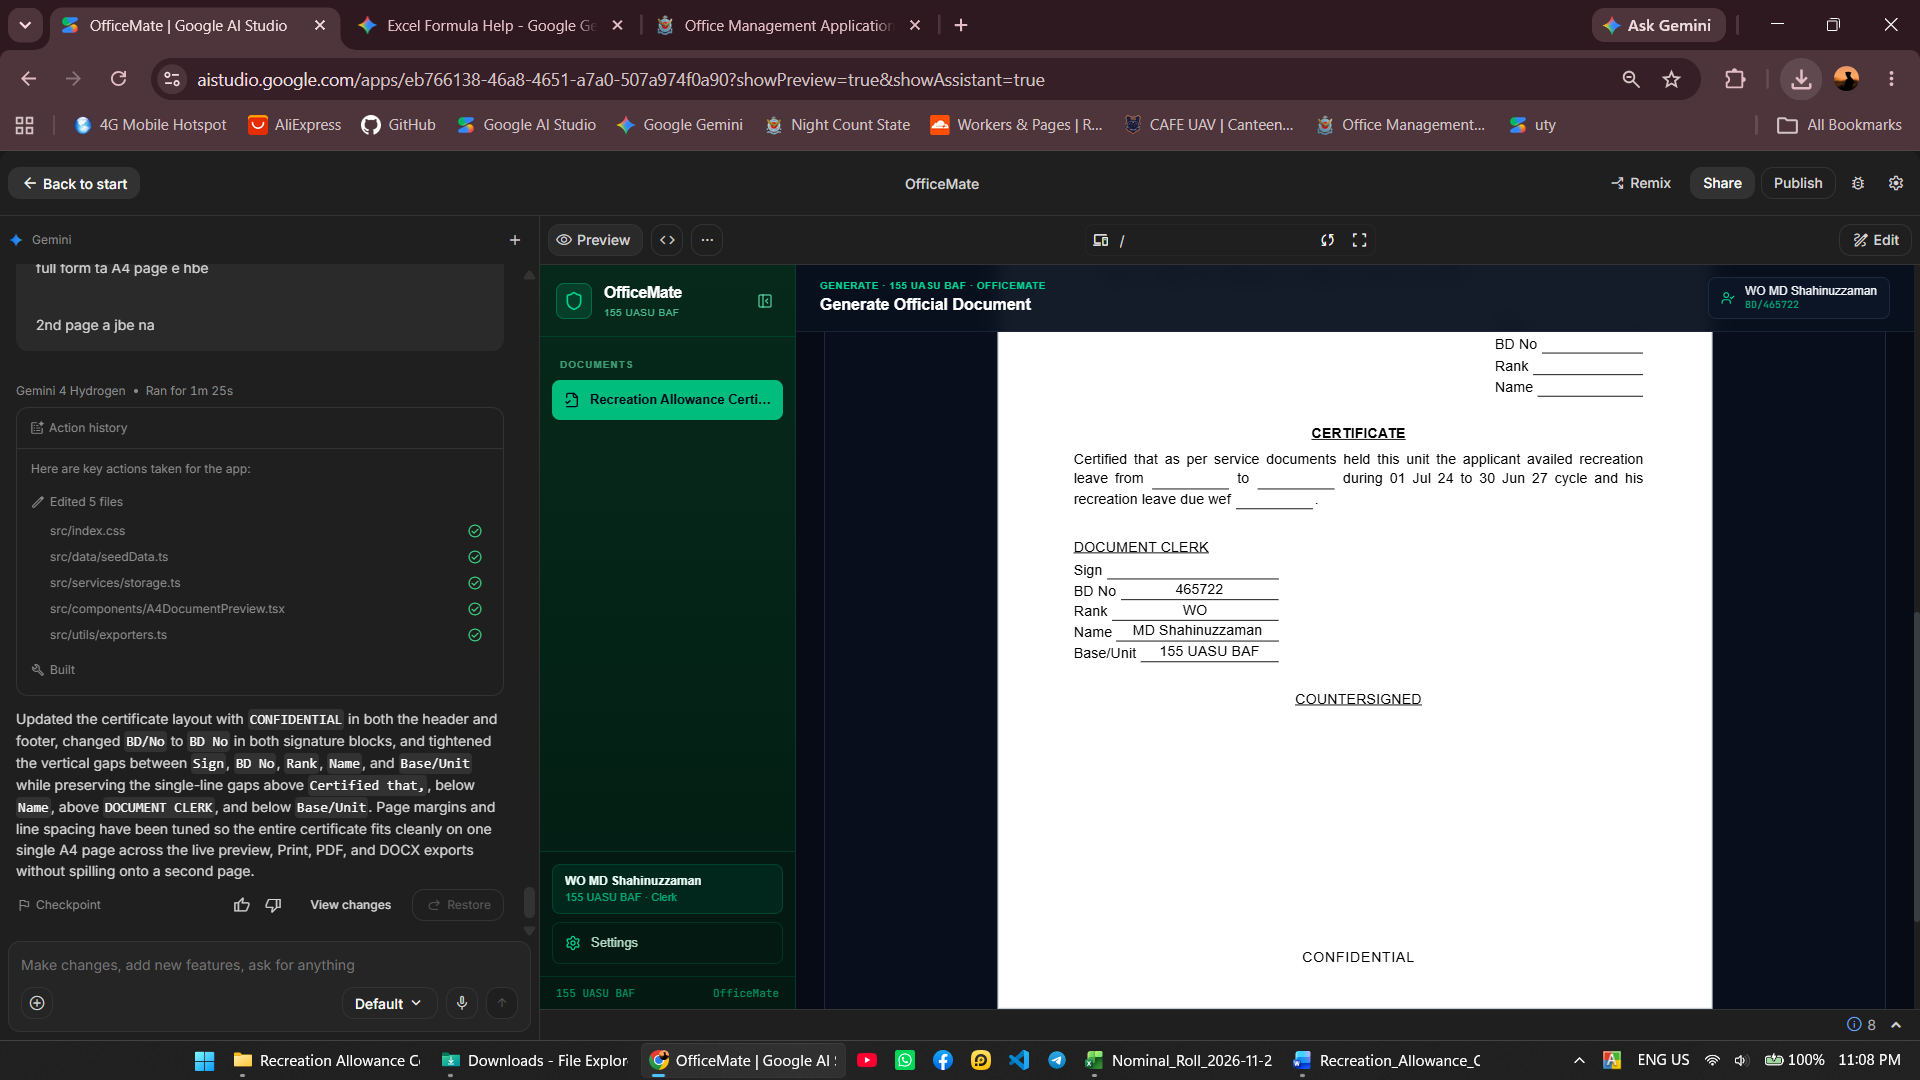 OfficeMate | Google AI Studio
Excel Formula Help - Google Ge
Office Management Application
Ask Gemini
aistudio.google.com/apps/eb766138-46a8-4651-a7a0-507a974f0a90?showPreview=true&showAssistant=true
4G Mobile Hotspot
AliExpress
GitHub
Google AI Studio
Google Gemini
Night Count State
Workers & Pages | R...
CAFE UAV | Canteen...
Office Management...
uty
All Bookmarks
Back to start
OfficeMate
Remix
Share
Publish
Gemini
full form ta A4 page e hbe
2nd page a jbe na
Gemini 4 Hydrogen • Ran for 1m 25s
Action history
Here are key actions taken for the app:
Edited 5 files
src/index.css
src/data/seedData.ts
src/services/storage.ts
src/components/A4DocumentPreview.tsx
src/utils/exporters.ts
Built
Updated the certificate layout with CONFIDENTIAL in both the header and
footer, changed BD/No to BD No in both signature blocks, and tightened
the vertical gaps between Sign, BD No, Rank, Name, and Base/Unit
while preserving the single-line gaps above Certified that,, below
Name, above DOCUMENT CLERK, and below Base/Unit. Page margins and
line spacing have been tuned so the entire certificate fits cleanly on one
single A4 page across the live preview, Print, PDF, and DOCX exports
without spilling onto a second page.
Checkpoint
View changes
Restore
Make changes, add new features, ask for anything
Default
Preview
/
Edit
OfficeMate
155 UASU BAF
DOCUMENTS
Recreation Allowance Certi...
WO MD Shahinuzzaman
155 UASU BAF · Clerk
Settings
155 UASU BAF
OfficeMate
GENERATE · 155 UASU BAF · OFFICEMATE
Generate Official Document
WO MD Shahinuzzaman
BD/465722
BD No
Rank
Name
CERTIFICATE
Certified that as per service documents held this unit the applicant availed recreation
leave from to during 01 Jul 24 to 30 Jun 27 cycle and his
recreation leave due wef .
DOCUMENT CLERK
Sign
BD No 465722
Rank WO
Name MD Shahinuzzaman
Base/Unit 155 UASU BAF
COUNTERSIGNED
CONFIDENTIAL
8
Recreation Allowance C
Downloads - File Explor
OfficeMate | Google AI S
Nominal_Roll_2026-11-2
Recreation_Allowance_C
ENG US
100%
11:08 PM